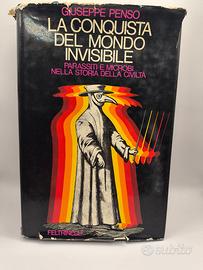 GIUSEPPE PENSO
LA CONQUISTA
DEL MONDO
INVISIBILE
PARASSITI E MICROBI
NELLA STORIA DELLA CIVILTÀ
FELTRINELLI
subito